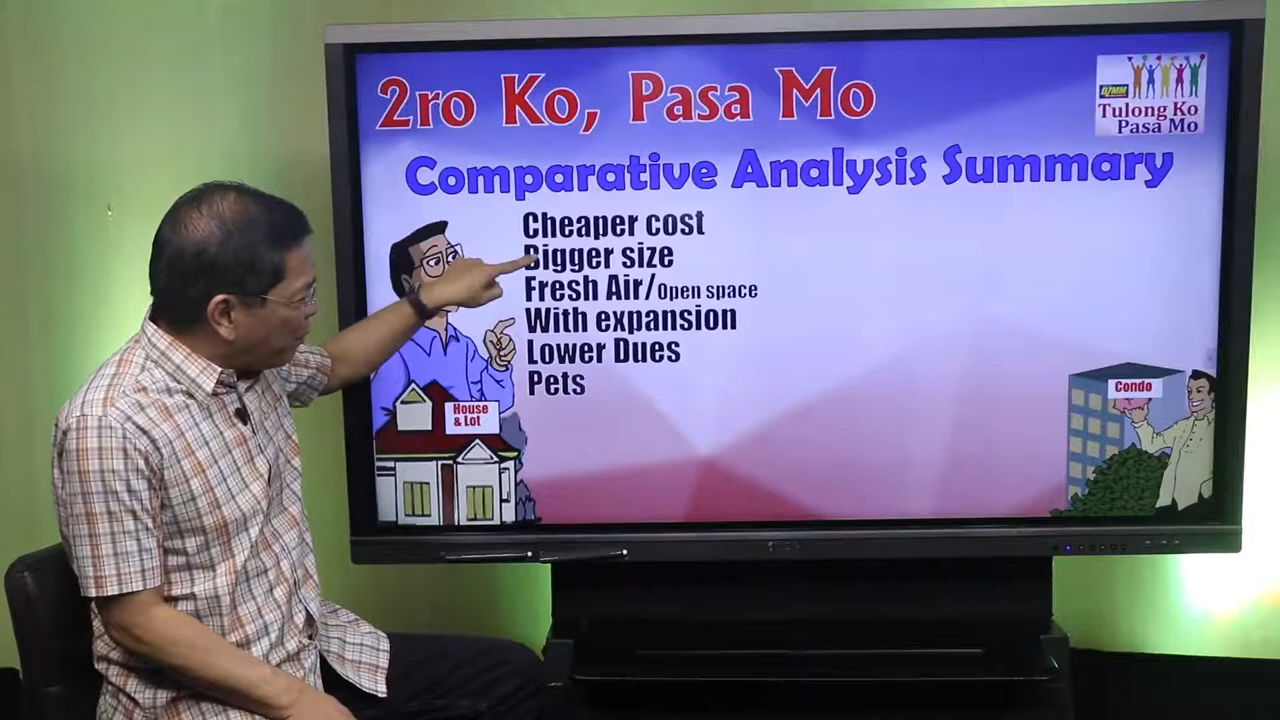 2ro Ko, Pasa Mo
DZMM
Tulong Ko
Pasa Mo
Comparative Analysis Summary
Cheaper cost
Bigger size
Fresh Air/Open space
With expansion
Lower Dues
Pets
House
& Lot
Condo